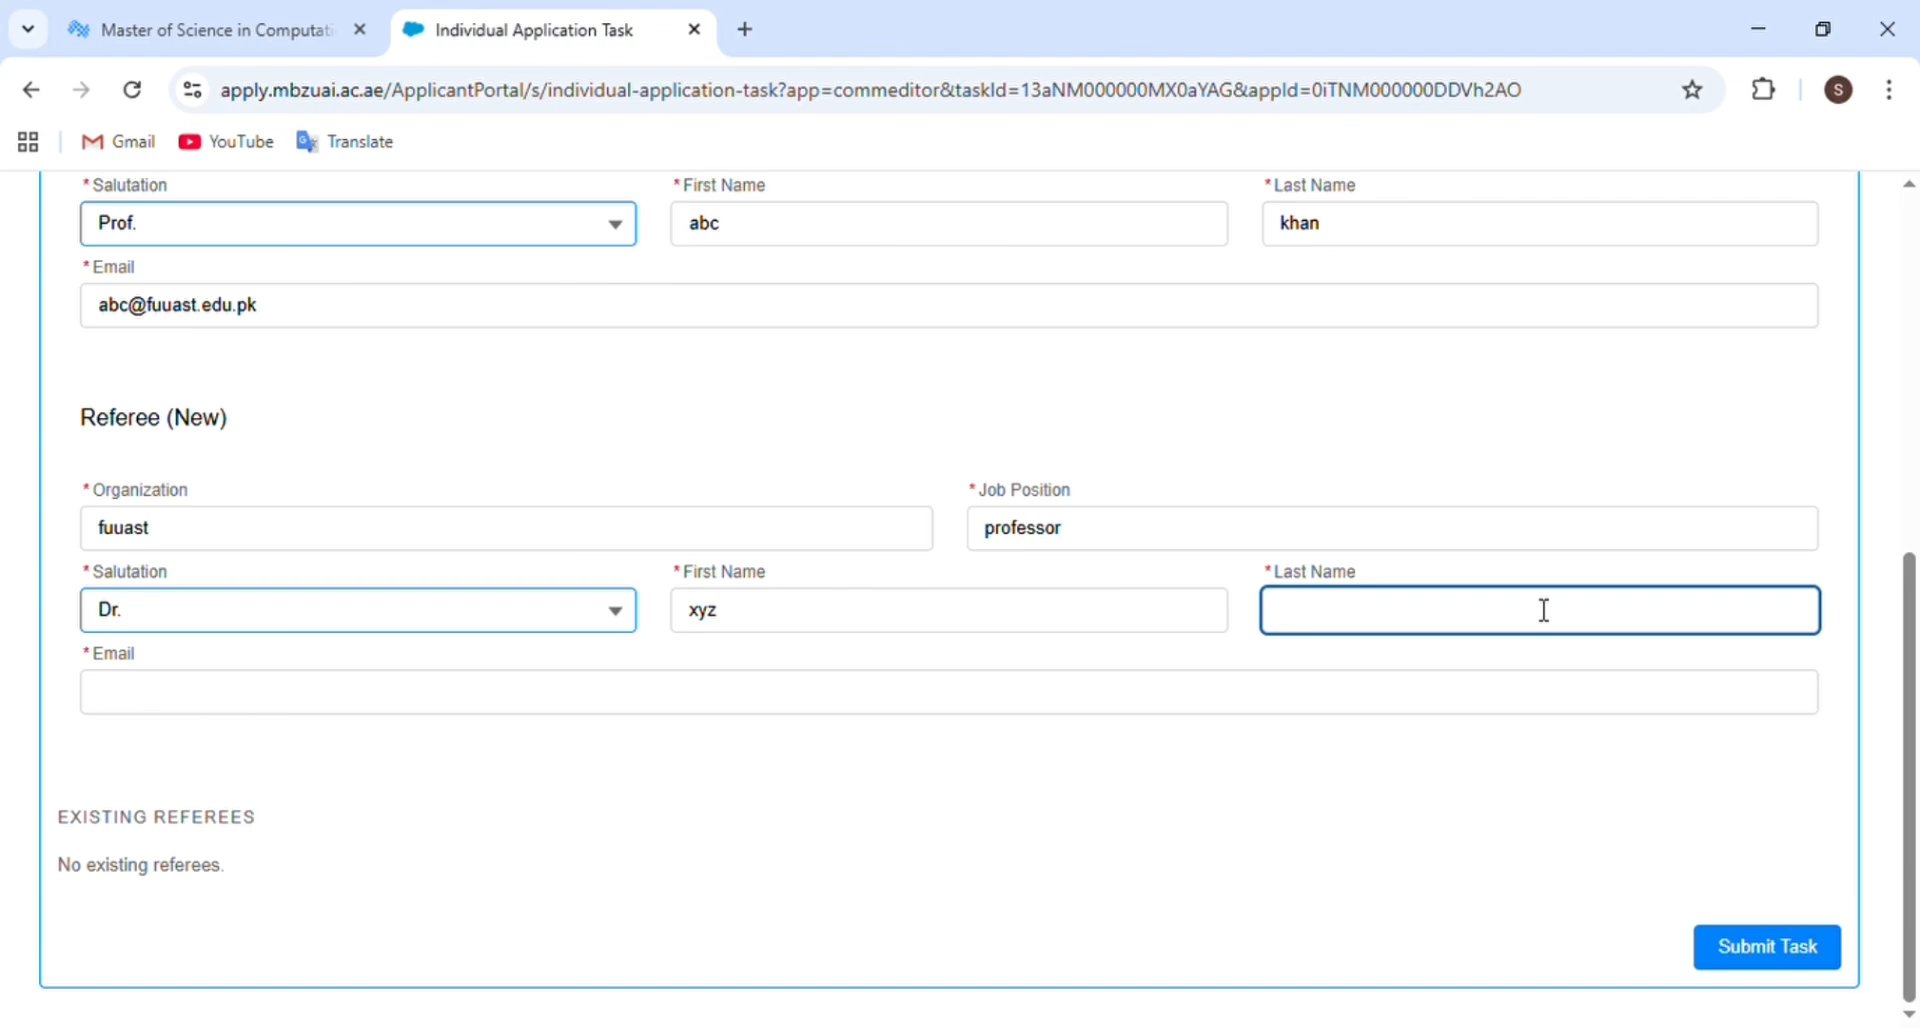 Master of Science in Computati
Individual Application Task
apply.mbzuai.ac.ae/ApplicantPortal/s/individual-application-task?app=commeditor&taskId=13aNM000000MX0aYAG&appId=0iTNM000000DDVh2AO
S
Gmail
YouTube
Translate
*Salutation
*First Name
*Last Name
Prof.
abc
khan
*Email
abc@fuuast.edu.pk
Referee (New)
*Organization
*Job Position
fuuast
professor
*Salutation
*First Name
*Last Name
Dr.
xyz
*Email
EXISTING REFEREES
No existing referees.
Submit Task